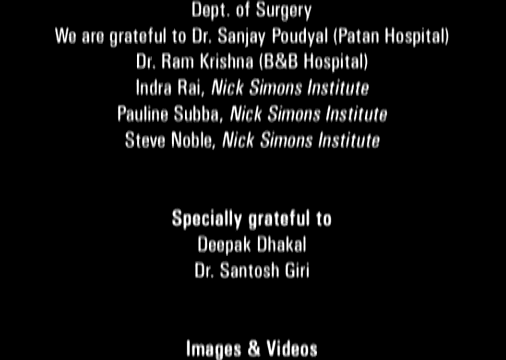 Dept. of Surgery
We are grateful to Dr. Sanjay Poudyal (Patan Hospital)
Dr. Ram Krishna (B&B Hospital)
Indra Rai, Nick Simons Institute
Pauline Subba, Nick Simons Institute
Steve Noble, Nick Simons Institute
Specially grateful to
Deepak Dhakal
Dr. Santosh Giri
Images & Videos